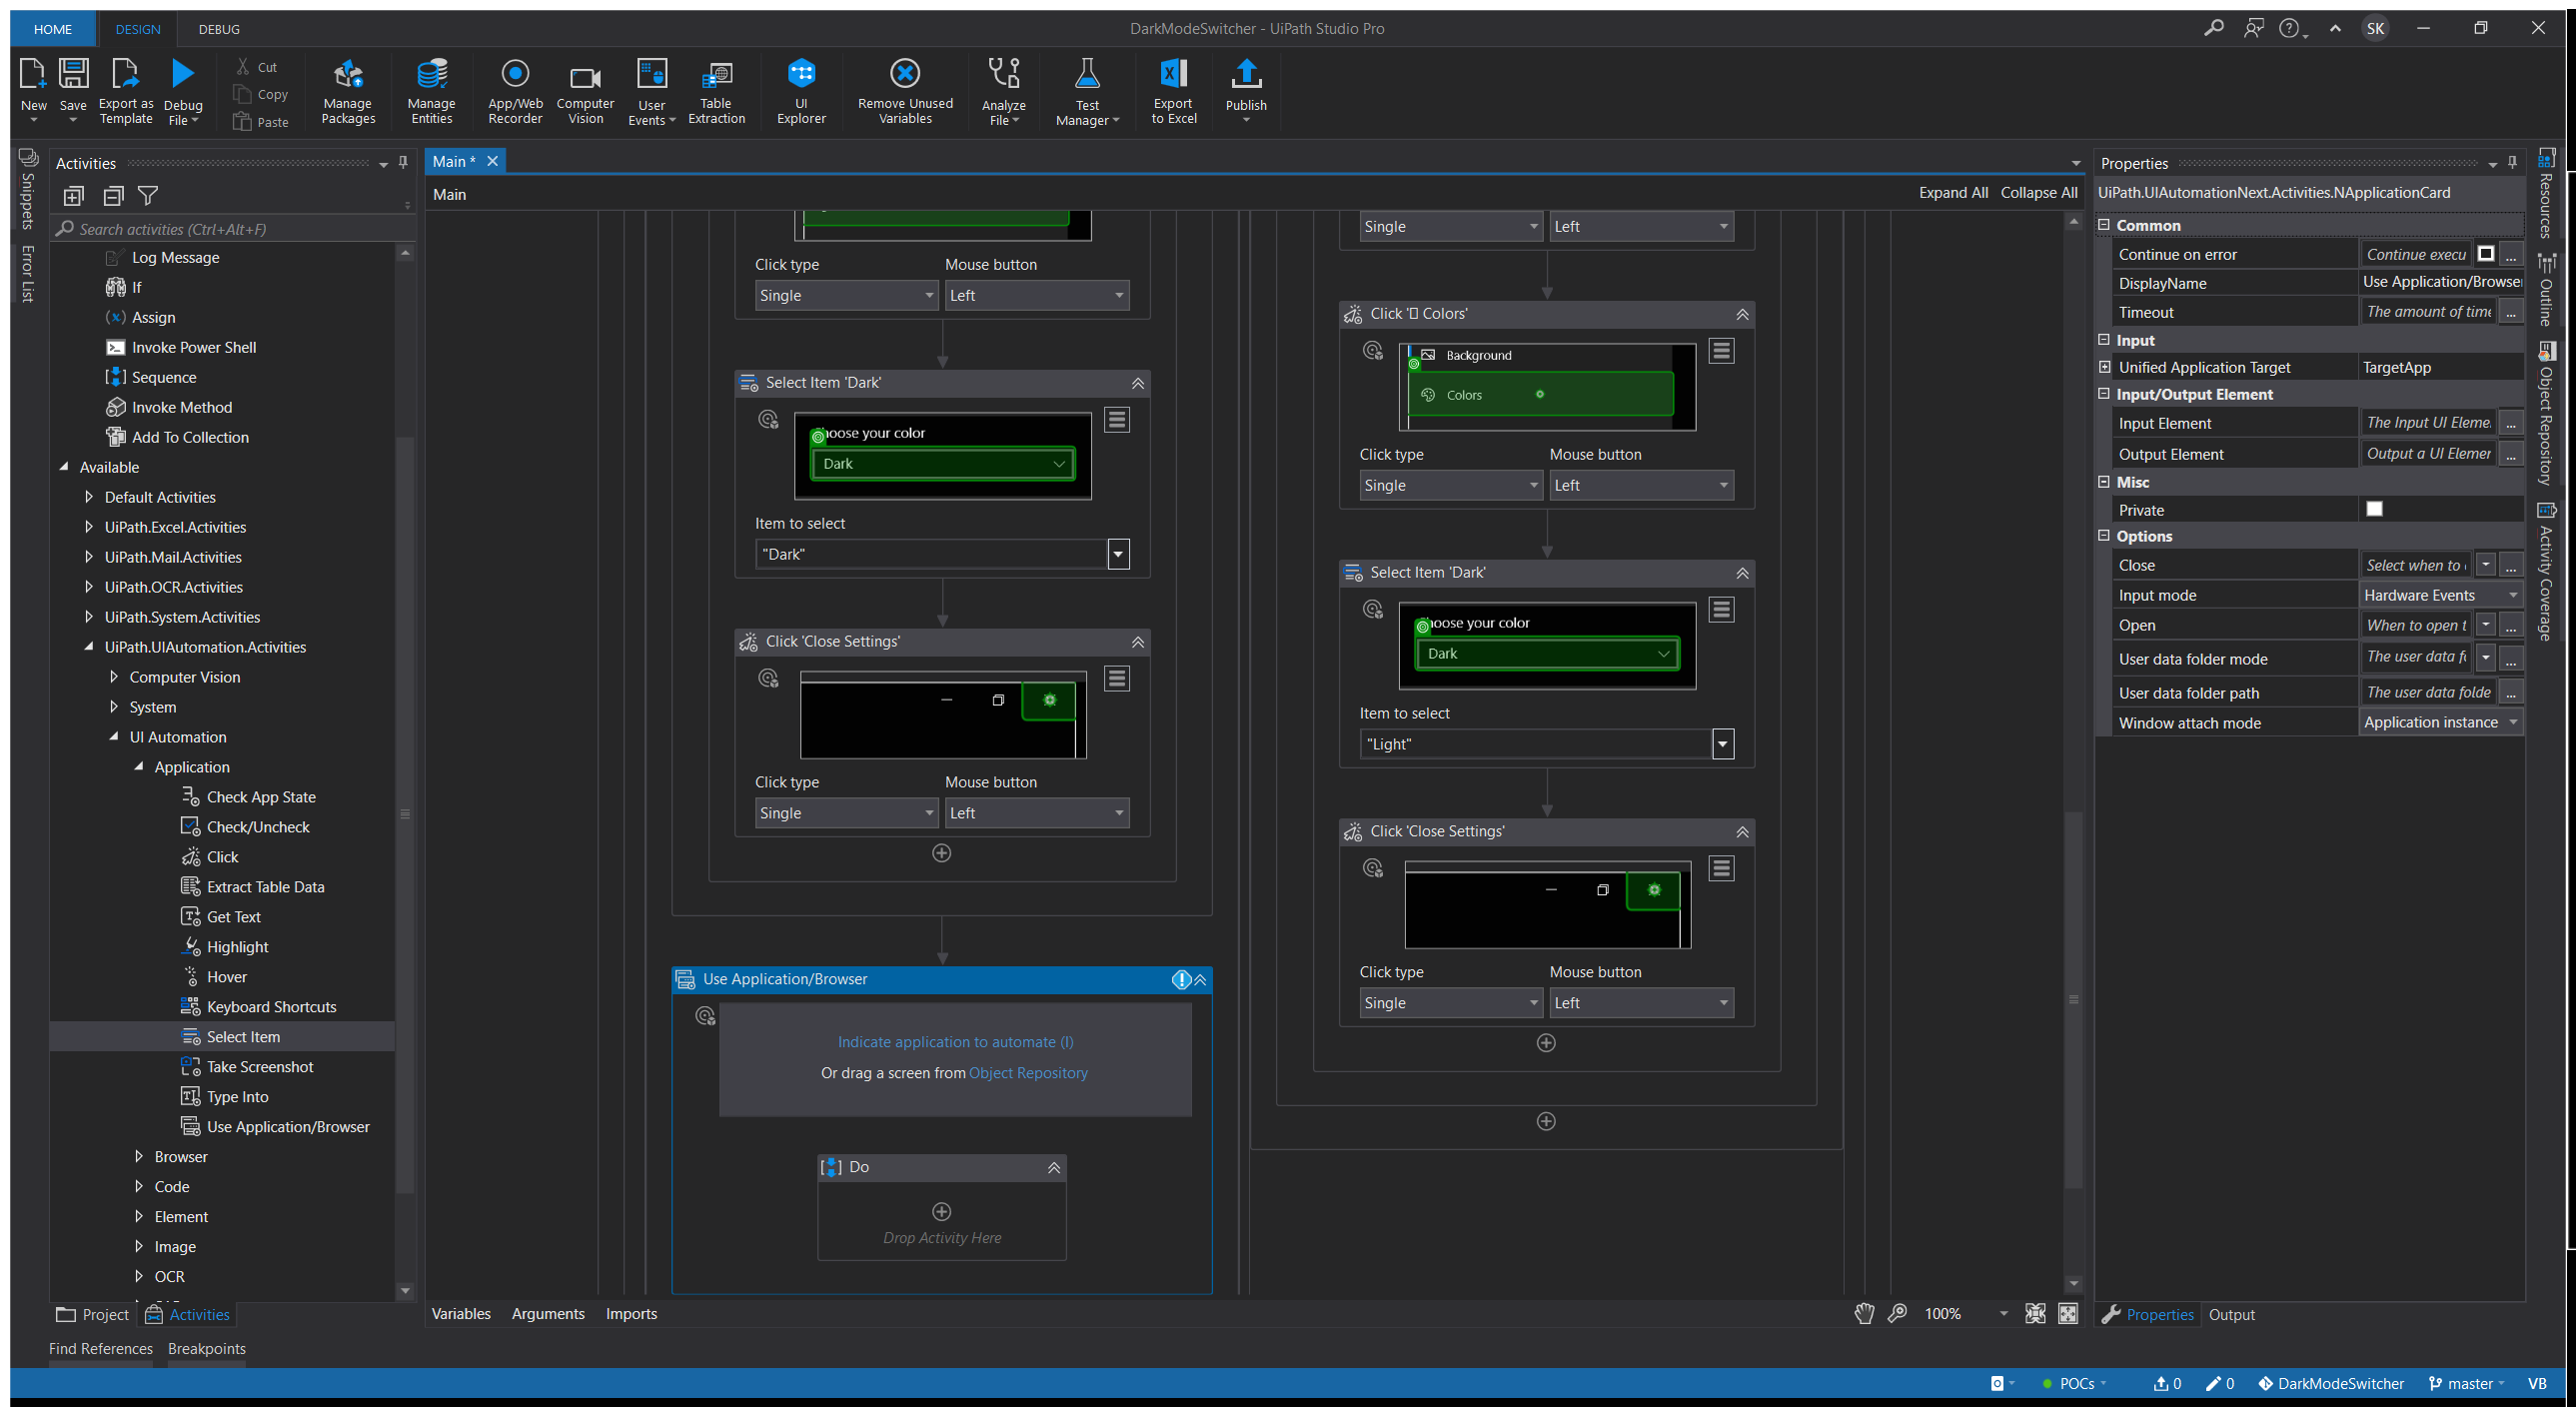 HOME
DESIGN
DEBUG
DarkModeSwitcher - UiPath Studio Pro
SK
New
Save
Export as Template
Debug File
Cut
Copy
Paste
Manage Packages
Manage Entities
App/Web Recorder
Computer Vision
User Events
Table Extraction
UI Explorer
Remove Unused Variables
Analyze File
Test Manager
Export to Excel
Publish
Snippets
Error List
Activities
Search activities (Ctrl+Alt+F)
Log Message
If
Assign
Invoke Power Shell
Sequence
Invoke Method
Add To Collection
Available
Default Activities
UiPath.Excel.Activities
UiPath.Mail.Activities
UiPath.OCR.Activities
UiPath.System.Activities
UiPath.UIAutomation.Activities
Computer Vision
System
UI Automation
Application
Check App State
Check/Uncheck
Click
Extract Table Data
Get Text
Highlight
Hover
Keyboard Shortcuts
Select Item
Take Screenshot
Type Into
Use Application/Browser
Browser
Code
Element
Image
OCR
Project
Activities
Find References
Breakpoints
Main *
Main
Expand All
Collapse All
Click type
Mouse button
Single
Left
Select Item 'Dark'
hoose your color
Dark
Item to select
"Dark"
Click 'Close Settings'
Click type
Mouse button
Single
Left
Use Application/Browser
Indicate application to automate (I)
Or drag a screen from Object Repository
Do
Drop Activity Here
Single
Left
Click '▯ Colors'
Background
Colors
Click type
Mouse button
Single
Left
Select Item 'Dark'
hoose your color
Dark
Item to select
"Light"
Click 'Close Settings'
Click type
Mouse button
Single
Left
Variables
Arguments
Imports
100%
Properties
UiPath.UIAutomationNext.Activities.NApplicationCard
Common
Continue on error
Continue execu
...
DisplayName
Use Application/Browser
Timeout
The amount of time
...
Input
Unified Application Target
TargetApp
Input/Output Element
Input Element
The Input UI Eleme
...
Output Element
Output a UI Elemen
...
Misc
Private
Options
Close
Select when to
...
Input mode
Hardware Events
Open
When to open t
...
User data folder mode
The user data f
...
User data folder path
The user data folde
...
Window attach mode
Application instance
Properties
Output
Resources
Outline
Object Repository
Activity Coverage
POCs
0
0
DarkModeSwitcher
master
VB